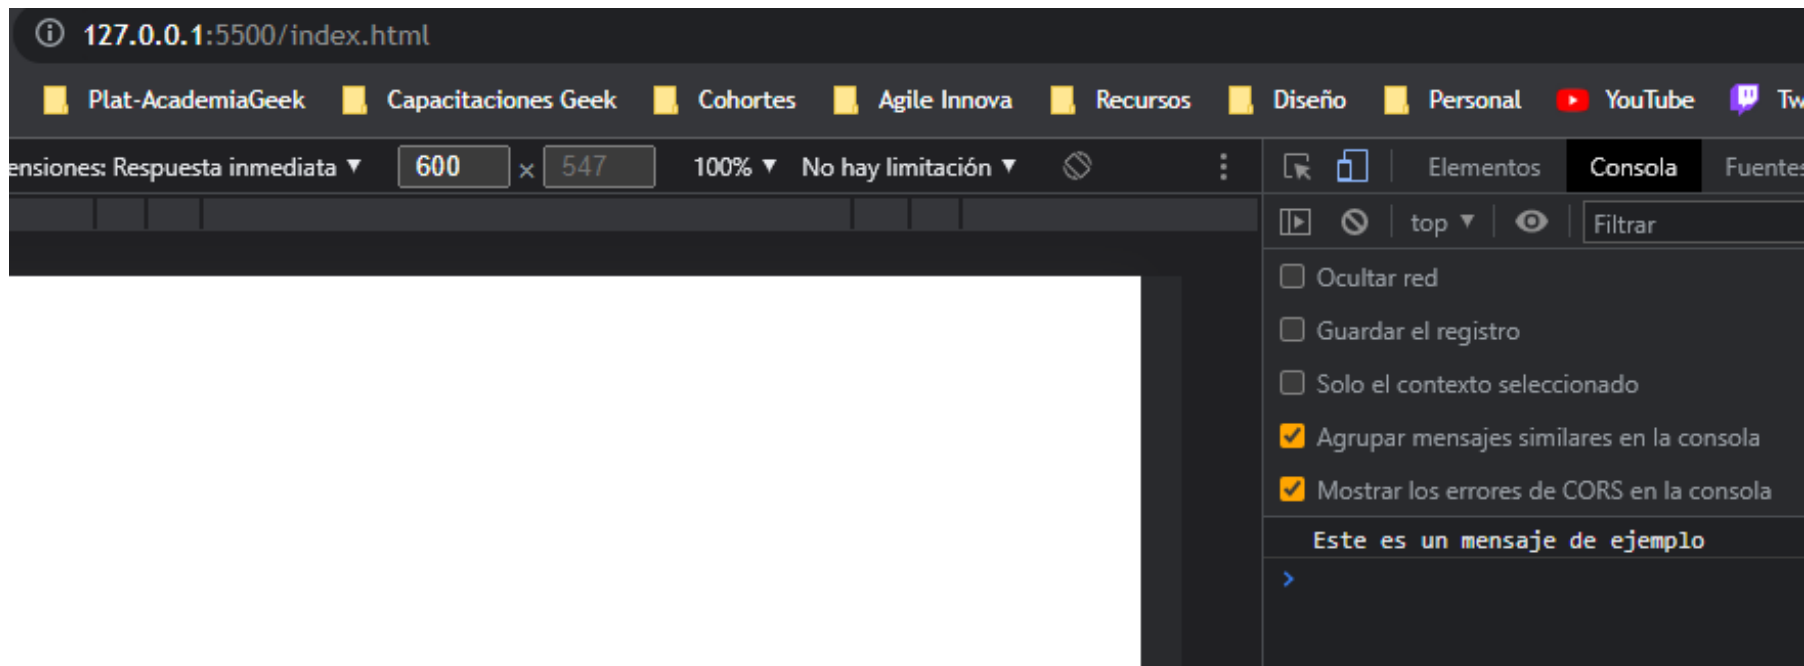 127.0.0.1:5500/index.html
Plat-AcademiaGeek Capacitaciones Geek Cohortes Agile Innova Recursos Diseño Personal YouTube Tw
ensiones: Respuesta inmediata ▼ 600 × 547 100% ▼ No hay limitación ▼ Elementos Consola Fuentes
top ▼ Filtrar
Ocultar red
Guardar el registro
Solo el contexto seleccionado
Agrupar mensajes similares en la consola
Mostrar los errores de CORS en la consola
Este es un mensaje de ejemplo
>